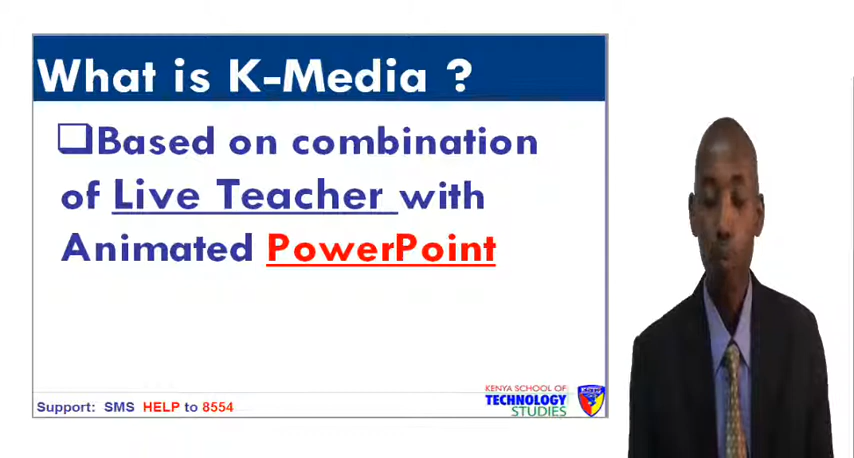 What is K-Media ?
Based on combination
of Live Teacher with
Animated PowerPoint
Support: SMS HELP to 8554
KENYA SCHOOL OF
TECHNOLOGY
STUDIES